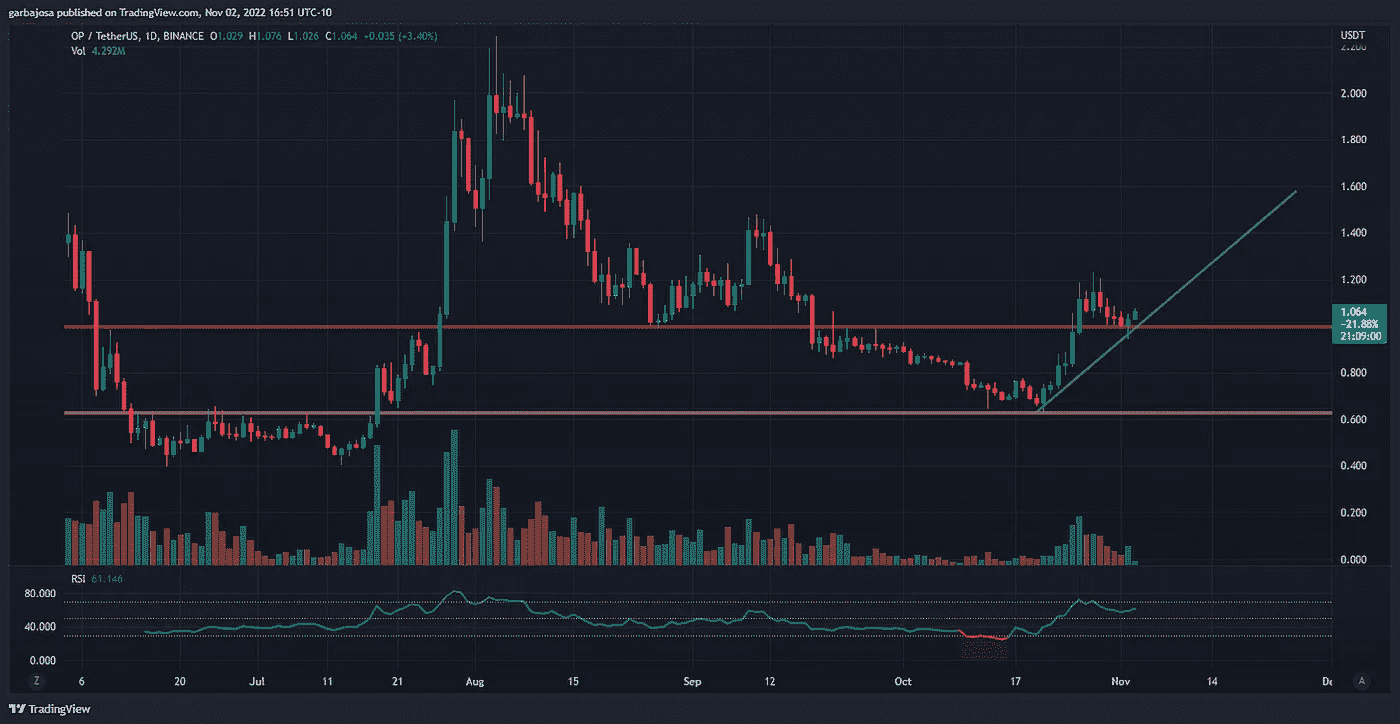 garbajosa published on TradingView.com, Nov 02, 2022 16:51 UTC-10
OP / TetherUS, 1D, BINANCE O1.029 H1.076 L1.026 C1.064 +0.035 (+3.40%)
Vol 4.292M
USDT
2.200
2.000
1.800
1.600
1.400
1.200
1.064
−21.88%
21:09:00
0.800
0.600
0.400
0.200
0.000
RSI 61.146
80.000
40.000
0.000
Z 6 20 Jul 11 21 Aug 15 Sep 12 Oct 17 Nov 14 De A
TradingView